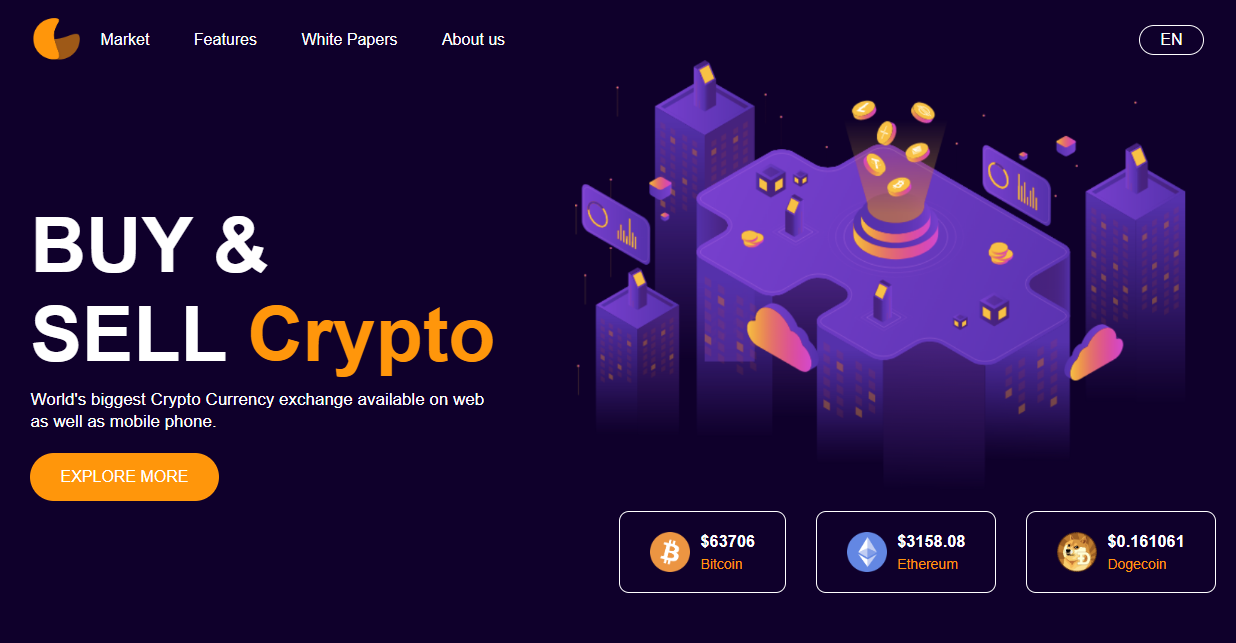 Market Features White Papers About us EN
BUY &
SELL Crypto
World's biggest Crypto Currency exchange available on web
as well as mobile phone.
EXPLORE MORE
$63706
Bitcoin
$3158.08
Ethereum
$0.161061
Dogecoin